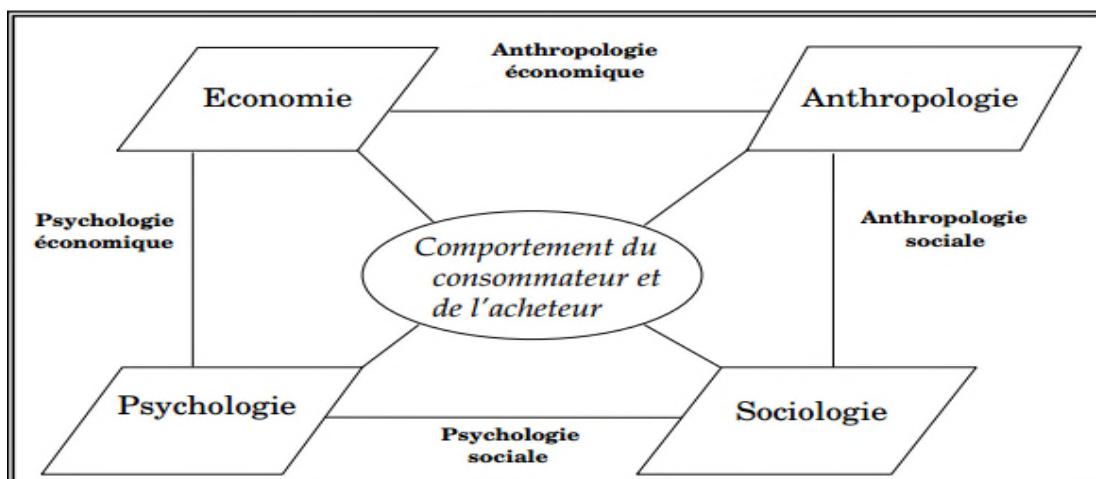 Anthropologie
économique
Economie
Anthropologie
Psychologie
économique
Anthropologie
sociale
Comportement du
consommateur et
de l'acheteur
Psychologie
Sociologie
Psychologie
sociale